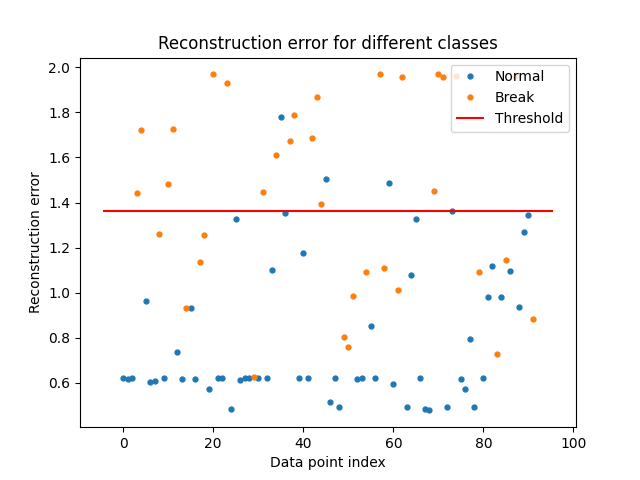 Reconstruction error for different classes
Normal
Break
Threshold
2.0
1.8
1.6
1.4
1.2
1.0
0.8
0.6
Reconstruction error
0 20 40 60 80 100
Data point index